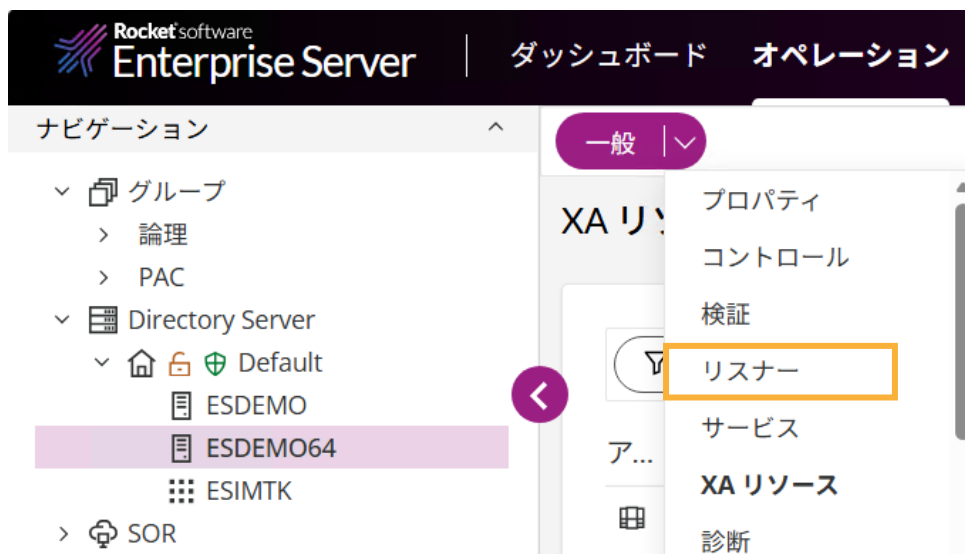 Rocket software
Enterprise Server
ダッシュボード
オペレーション
ナビゲーション
一般
グループ
論理
PAC
Directory Server
Default
ESDEMO
ESDEMO64
ESIMTK
SOR
XA リソ
ア...
プロパティ
コントロール
検証
リスナー
サービス
XA リソース
診断